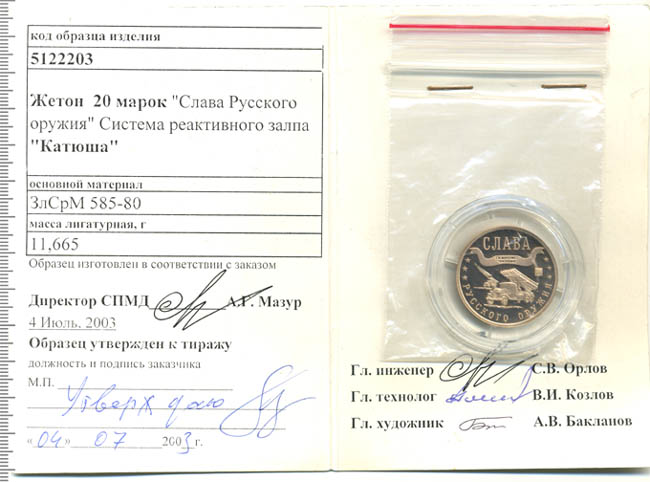 код образца изделия
5122203
Жетон 20 марок "Слава Русского
оружия" Система реактивного залпа
"Катюша"
основной материал
ЗлСрМ 585-80
масса лигатурная, г
11,665
Образец изготовлен в соответствии с заказом
Директор СПМД А.Г. Мазур
4 Июль, 2003
Образец утвержден к тиражу
должность и подпись заказчика
М.П.
Утверждаю
«04» 07 2003 г.
СЛАВА
РУССКОГО ОРУЖИЯ
Гл. инженер С.В. Орлов
Гл. технолог В.И. Козлов
Гл. художник А.В. Бакланов